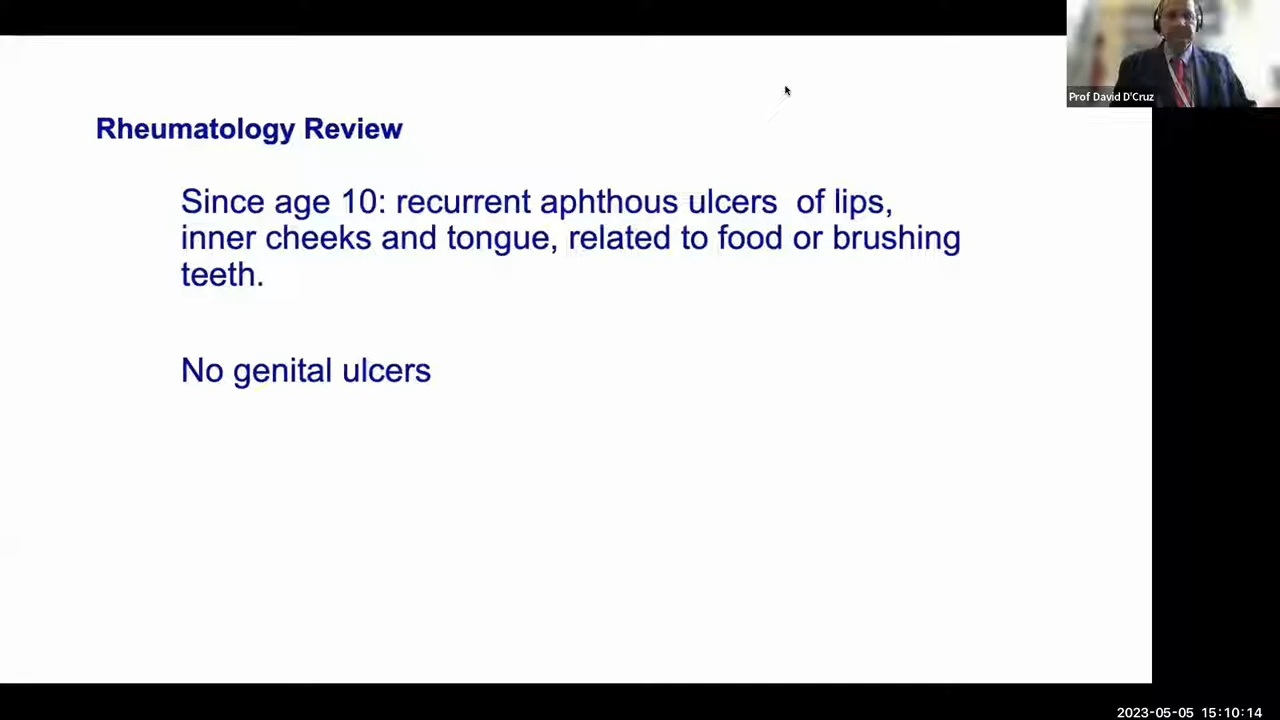 Prof David D'Cruz
Rheumatology Review
Since age 10: recurrent aphthous ulcers of lips,
inner cheeks and tongue, related to food or brushing
teeth.
No genital ulcers
2023-05-05 15:10:14